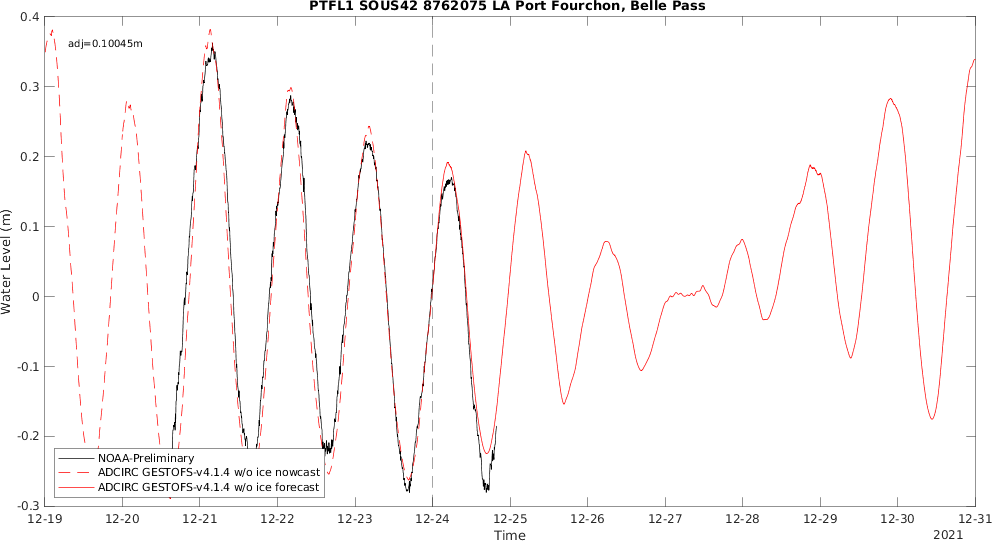 PTFL1 SOUS42 8762075 LA Port Fourchon, Belle Pass
adj=0.10045m
Water Level (m)
0.4
0.3
0.2
0.1
0
-0.1
-0.2
-0.3
NOAA-Preliminary
ADCIRC GESTOFS-v4.1.4 w/o ice nowcast
ADCIRC GESTOFS-v4.1.4 w/o ice forecast
12-19 12-20 12-21 12-22 12-23 12-24 12-25 12-26 12-27 12-28 12-29 12-30 12-31
Time
2021